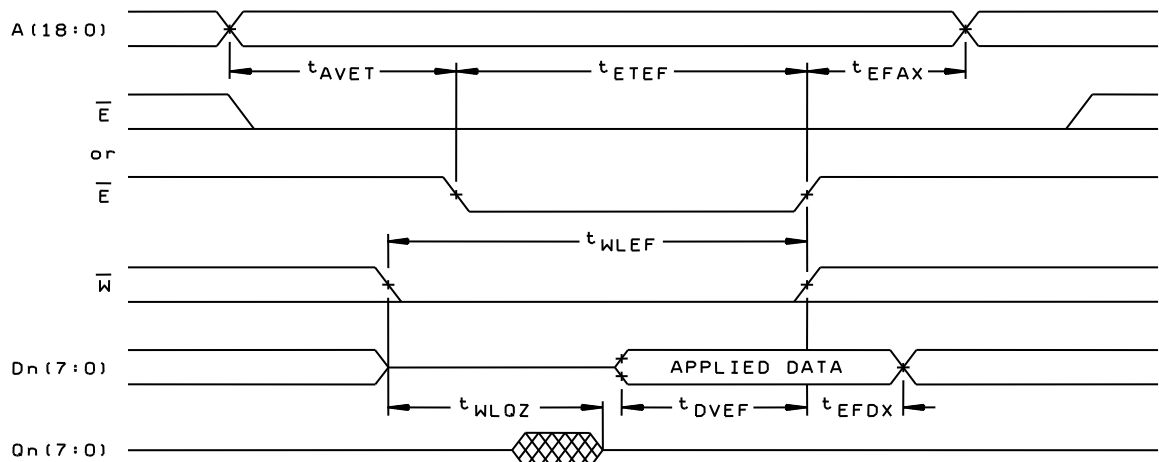 A(18:0)
tAVET
tETEF
tEFAX
E̅
or
E̅
tWLEF
W̅
Dn(7:0)
APPLIED DATA
tWLQZ
tDVEF
tEFDX
Qn(7:0)